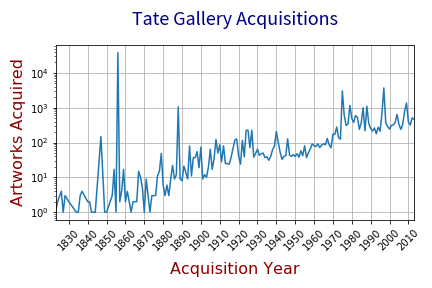 Tate Gallery Acquisitions
Artworks Acquired
10⁴
10³
10²
10¹
10⁰
1830 1840 1850 1860 1870 1880 1890 1900 1910 1920 1930 1940 1950 1960 1970 1980 1990 2000 2010
Acquisition Year